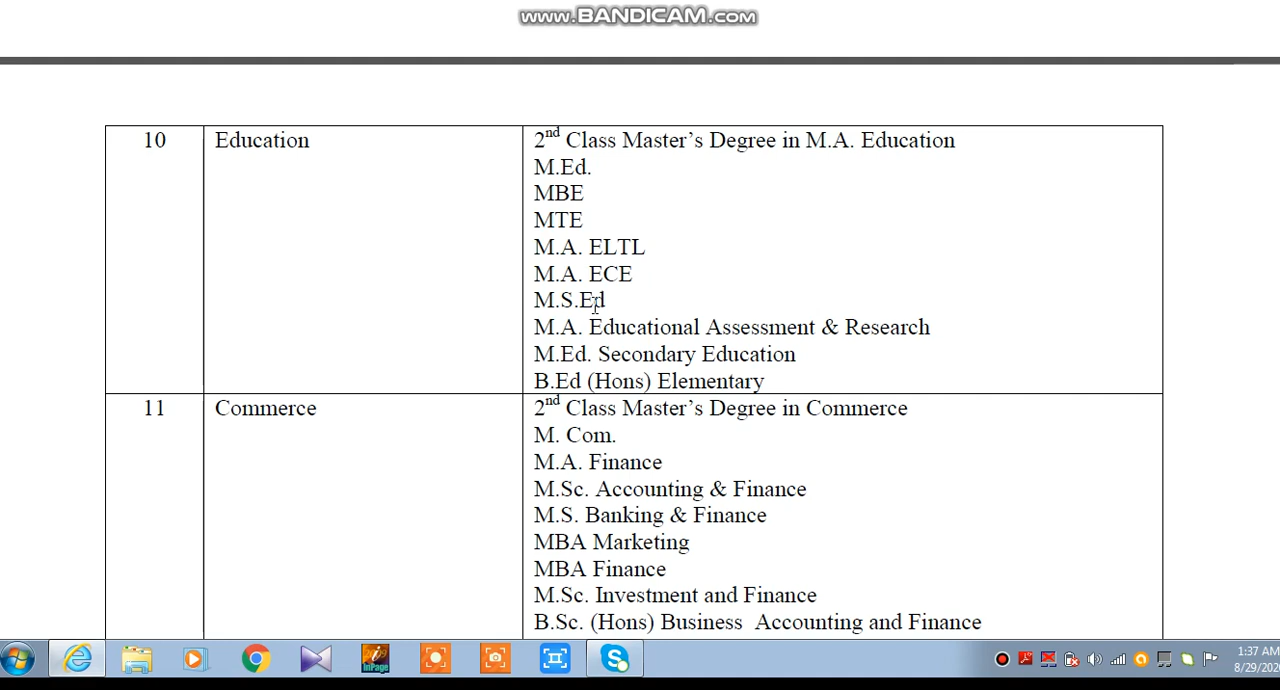 www.BANDICAM.com
10 Education 2nd Class Master's Degree in M.A. Education
M.Ed.
MBE
MTE
M.A. ELTL
M.A. ECE
M.S.Ed
M.A. Educational Assessment & Research
M.Ed. Secondary Education
B.Ed (Hons) Elementary
11 Commerce 2nd Class Master's Degree in Commerce
M. Com.
M.A. Finance
M.Sc. Accounting & Finance
M.S. Banking & Finance
MBA Marketing
MBA Finance
M.Sc. Investment and Finance
B.Sc. (Hons) Business Accounting and Finance
InPage
1:37 AM
8/29/202